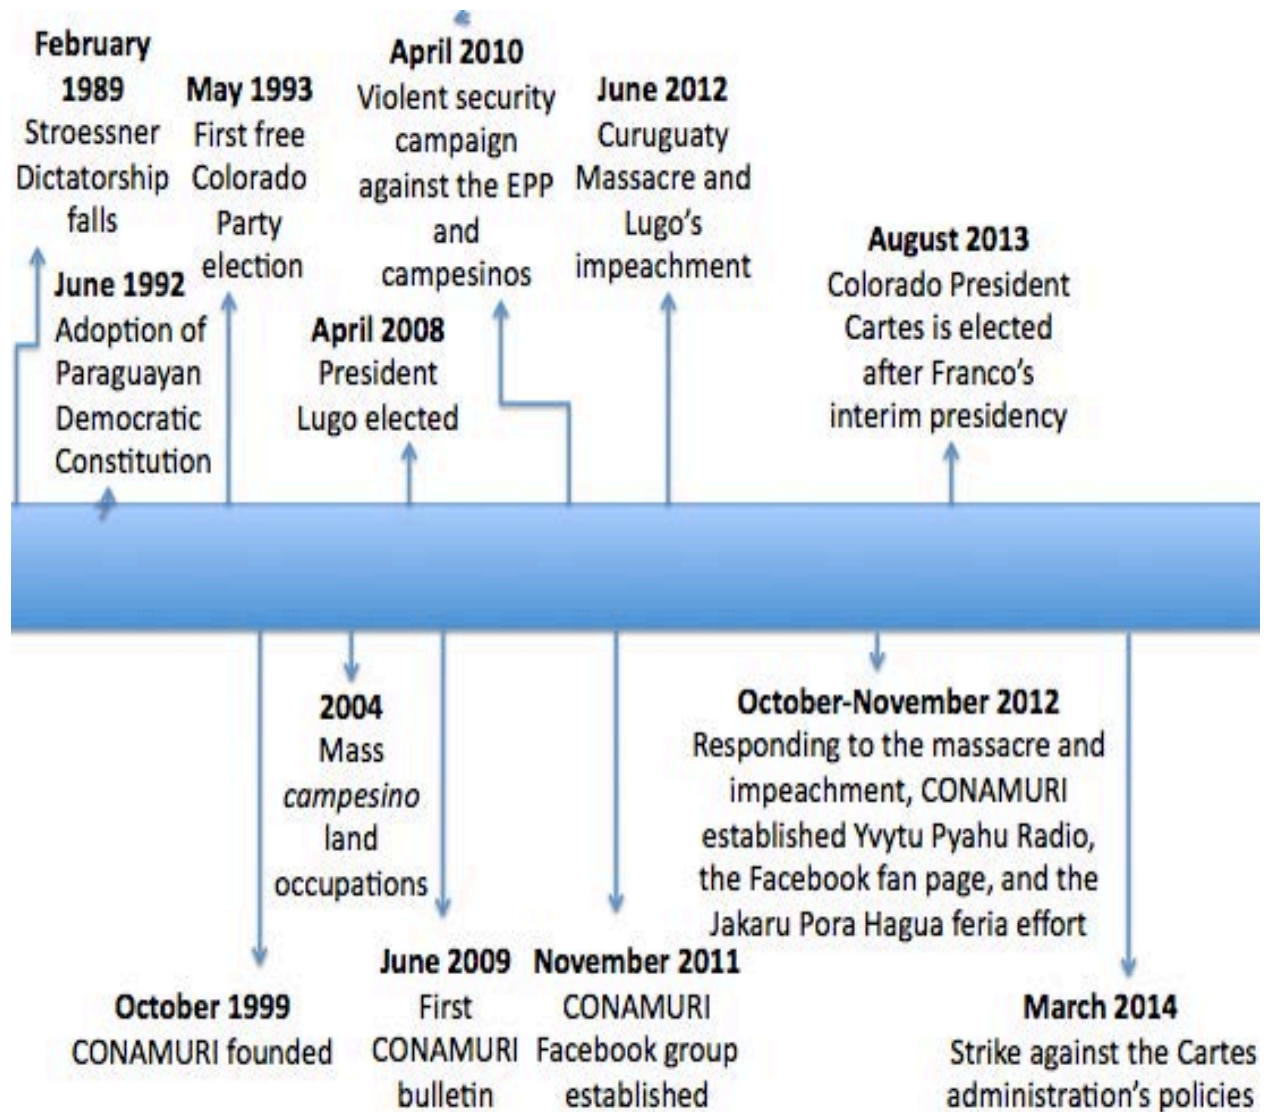 February
1989
Stroessner
Dictatorship
falls
June 1992
Adoption of
Paraguayan
Democratic
Constitution
May 1993
First free
Colorado
Party
election
April 2008
President
Lugo elected
April 2010
Violent security
campaign
against the EPP
and
campesinos
June 2012
Curuguaty
Massacre and
Lugo's
impeachment
August 2013
Colorado President
Cartes is elected
after Franco's
interim presidency
October 1999
CONAMURI founded
2004
Mass
campesino
land
occupations
June 2009
First
CONAMURI
bulletin
November 2011
CONAMURI
Facebook group
established
October-November 2012
Responding to the massacre and
impeachment, CONAMURI
established Yvytu Pyahu Radio,
the Facebook fan page, and the
Jakaru Pora Hagua feria effort
March 2014
Strike against the Cartes
administration's policies